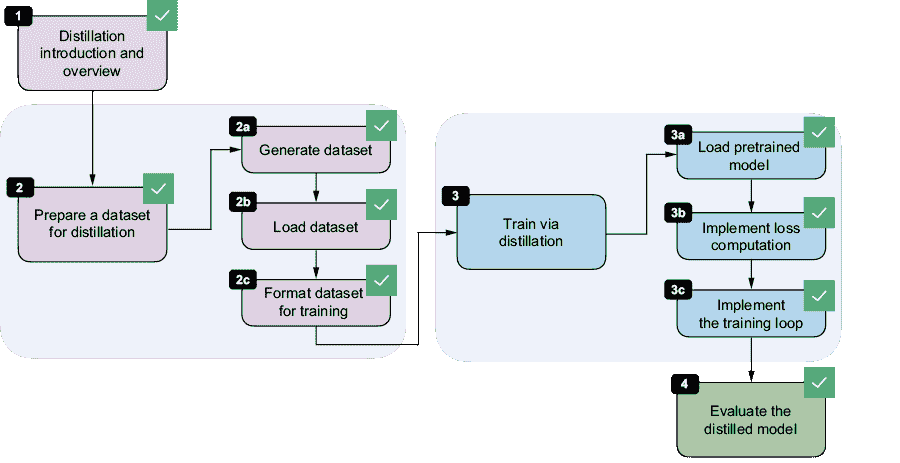 1
Distillation
introduction and
overview
2
Prepare a dataset
for distillation
2a
Generate dataset
2b
Load dataset
2c
Format dataset
for training
3
Train via
distillation
3a
Load pretrained
model
3b
Implement loss
computation
3c
Implement
the training loop
4
Evaluate the
distilled model